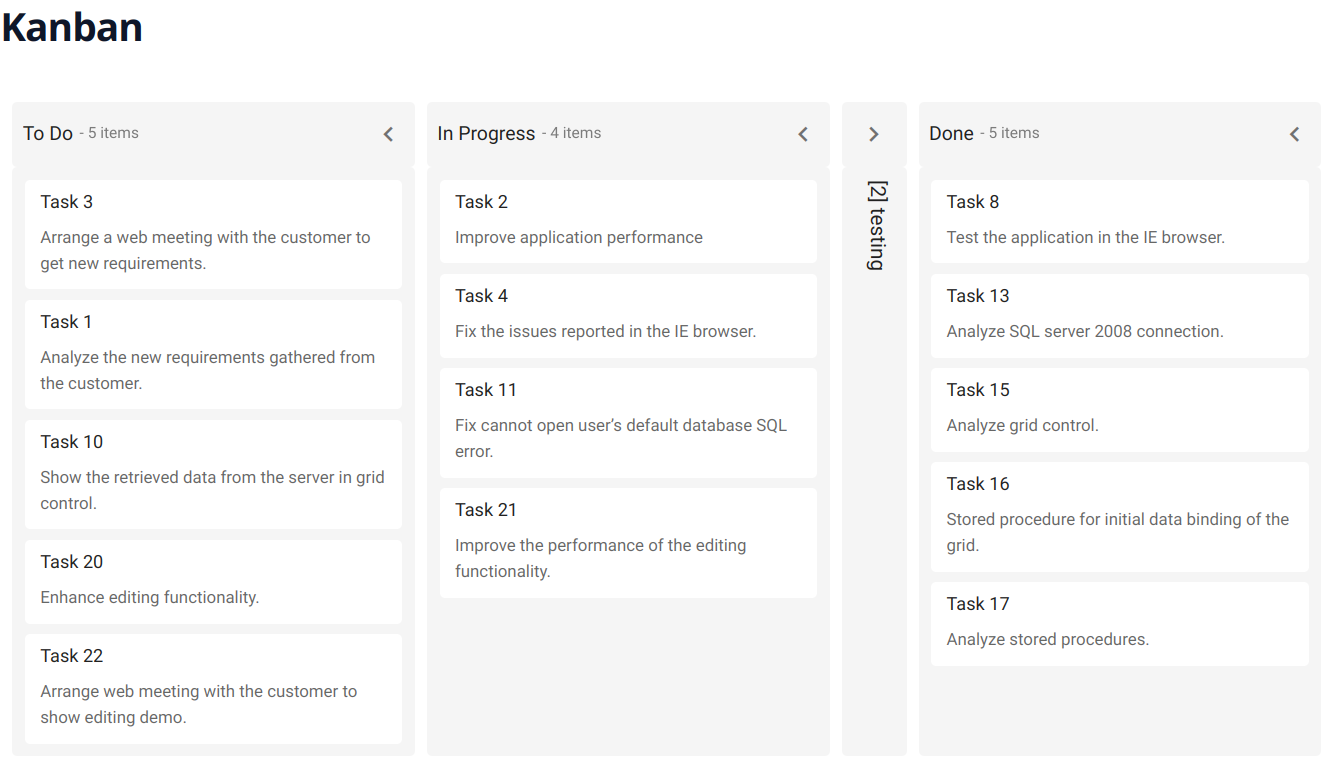 Kanban
To Do - 5 items
Task 3
Arrange a web meeting with the customer to
get new requirements.
Task 1
Analyze the new requirements gathered from
the customer.
Task 10
Show the retrieved data from the server in grid
control.
Task 20
Enhance editing functionality.
Task 22
Arrange web meeting with the customer to
show editing demo.
In Progress - 4 items
Task 2
Improve application performance
Task 4
Fix the issues reported in the IE browser.
Task 11
Fix cannot open user’s default database SQL
error.
Task 21
Improve the performance of the editing
functionality.
[2] testing
Done - 5 items
Task 8
Test the application in the IE browser.
Task 13
Analyze SQL server 2008 connection.
Task 15
Analyze grid control.
Task 16
Stored procedure for initial data binding of the
grid.
Task 17
Analyze stored procedures.